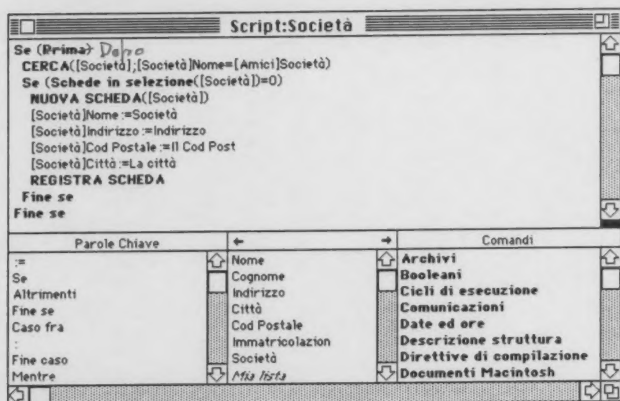 Script:Società
Se (Prima) Dopo
CERCA([Società];[Società]Nome=[Amici]Società)
Se (Schede in selezione([Società])=0)
NUOVA SCHEDA([Società])
[Società]Nome:=Società
[Società]Indirizzo:=Indirizzo
[Società]Cod Postale:=Il Cod Post
[Società]Città:=La città
REGISTRA SCHEDA
Fine se
Fine se
Parole Chiave
:=
Se
Altrimenti
Fine se
Caso fra
:
Fine caso
Mentre
← →
Nome
Cognome
Indirizzo
Città
Cod Postale
Immatricolazion
Società
Mia lista
Comandi
Archivi
Booleani
Cicli di esecuzione
Comunicazioni
Date ed ore
Descrizione struttura
Direttive di compilazione
Documenti Macintosh